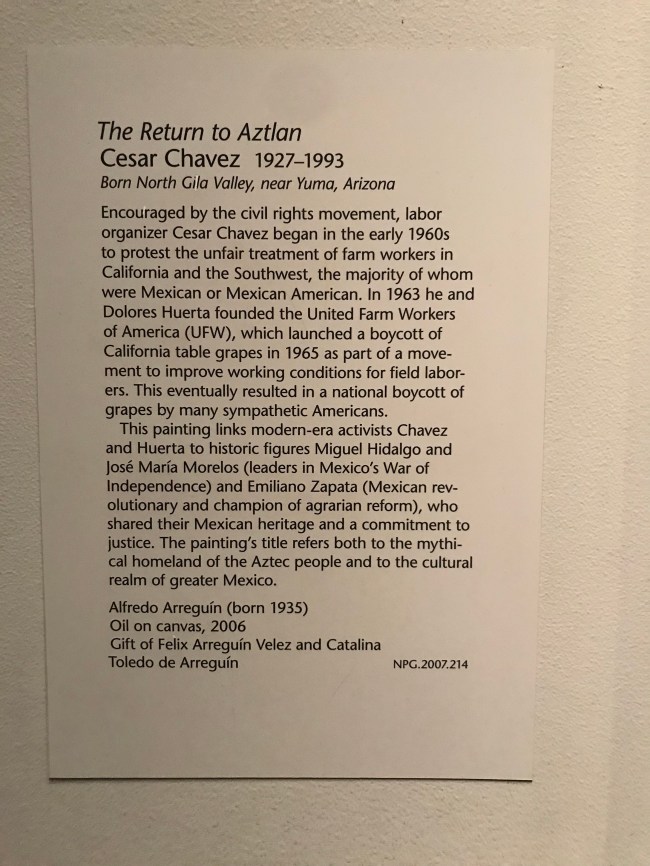 The Return to Aztlan
Cesar Chavez 1927–1993
Born North Gila Valley, near Yuma, Arizona
Encouraged by the civil rights movement, labor
organizer Cesar Chavez began in the early 1960s
to protest the unfair treatment of farm workers in
California and the Southwest, the majority of whom
were Mexican or Mexican American. In 1963 he and
Dolores Huerta founded the United Farm Workers
of America (UFW), which launched a boycott of
California table grapes in 1965 as part of a move-
ment to improve working conditions for field labor-
ers. This eventually resulted in a national boycott of
grapes by many sympathetic Americans.
This painting links modern-era activists Chavez
and Huerta to historic figures Miguel Hidalgo and
José María Morelos (leaders in Mexico's War of
Independence) and Emiliano Zapata (Mexican rev-
olutionary and champion of agrarian reform), who
shared their Mexican heritage and a commitment to
justice. The painting's title refers both to the mythi-
cal homeland of the Aztec people and to the cultural
realm of greater Mexico.
Alfredo Arreguín (born 1935)
Oil on canvas, 2006
Gift of Felix Arreguín Velez and Catalina
Toledo de Arreguín NPG.2007.214